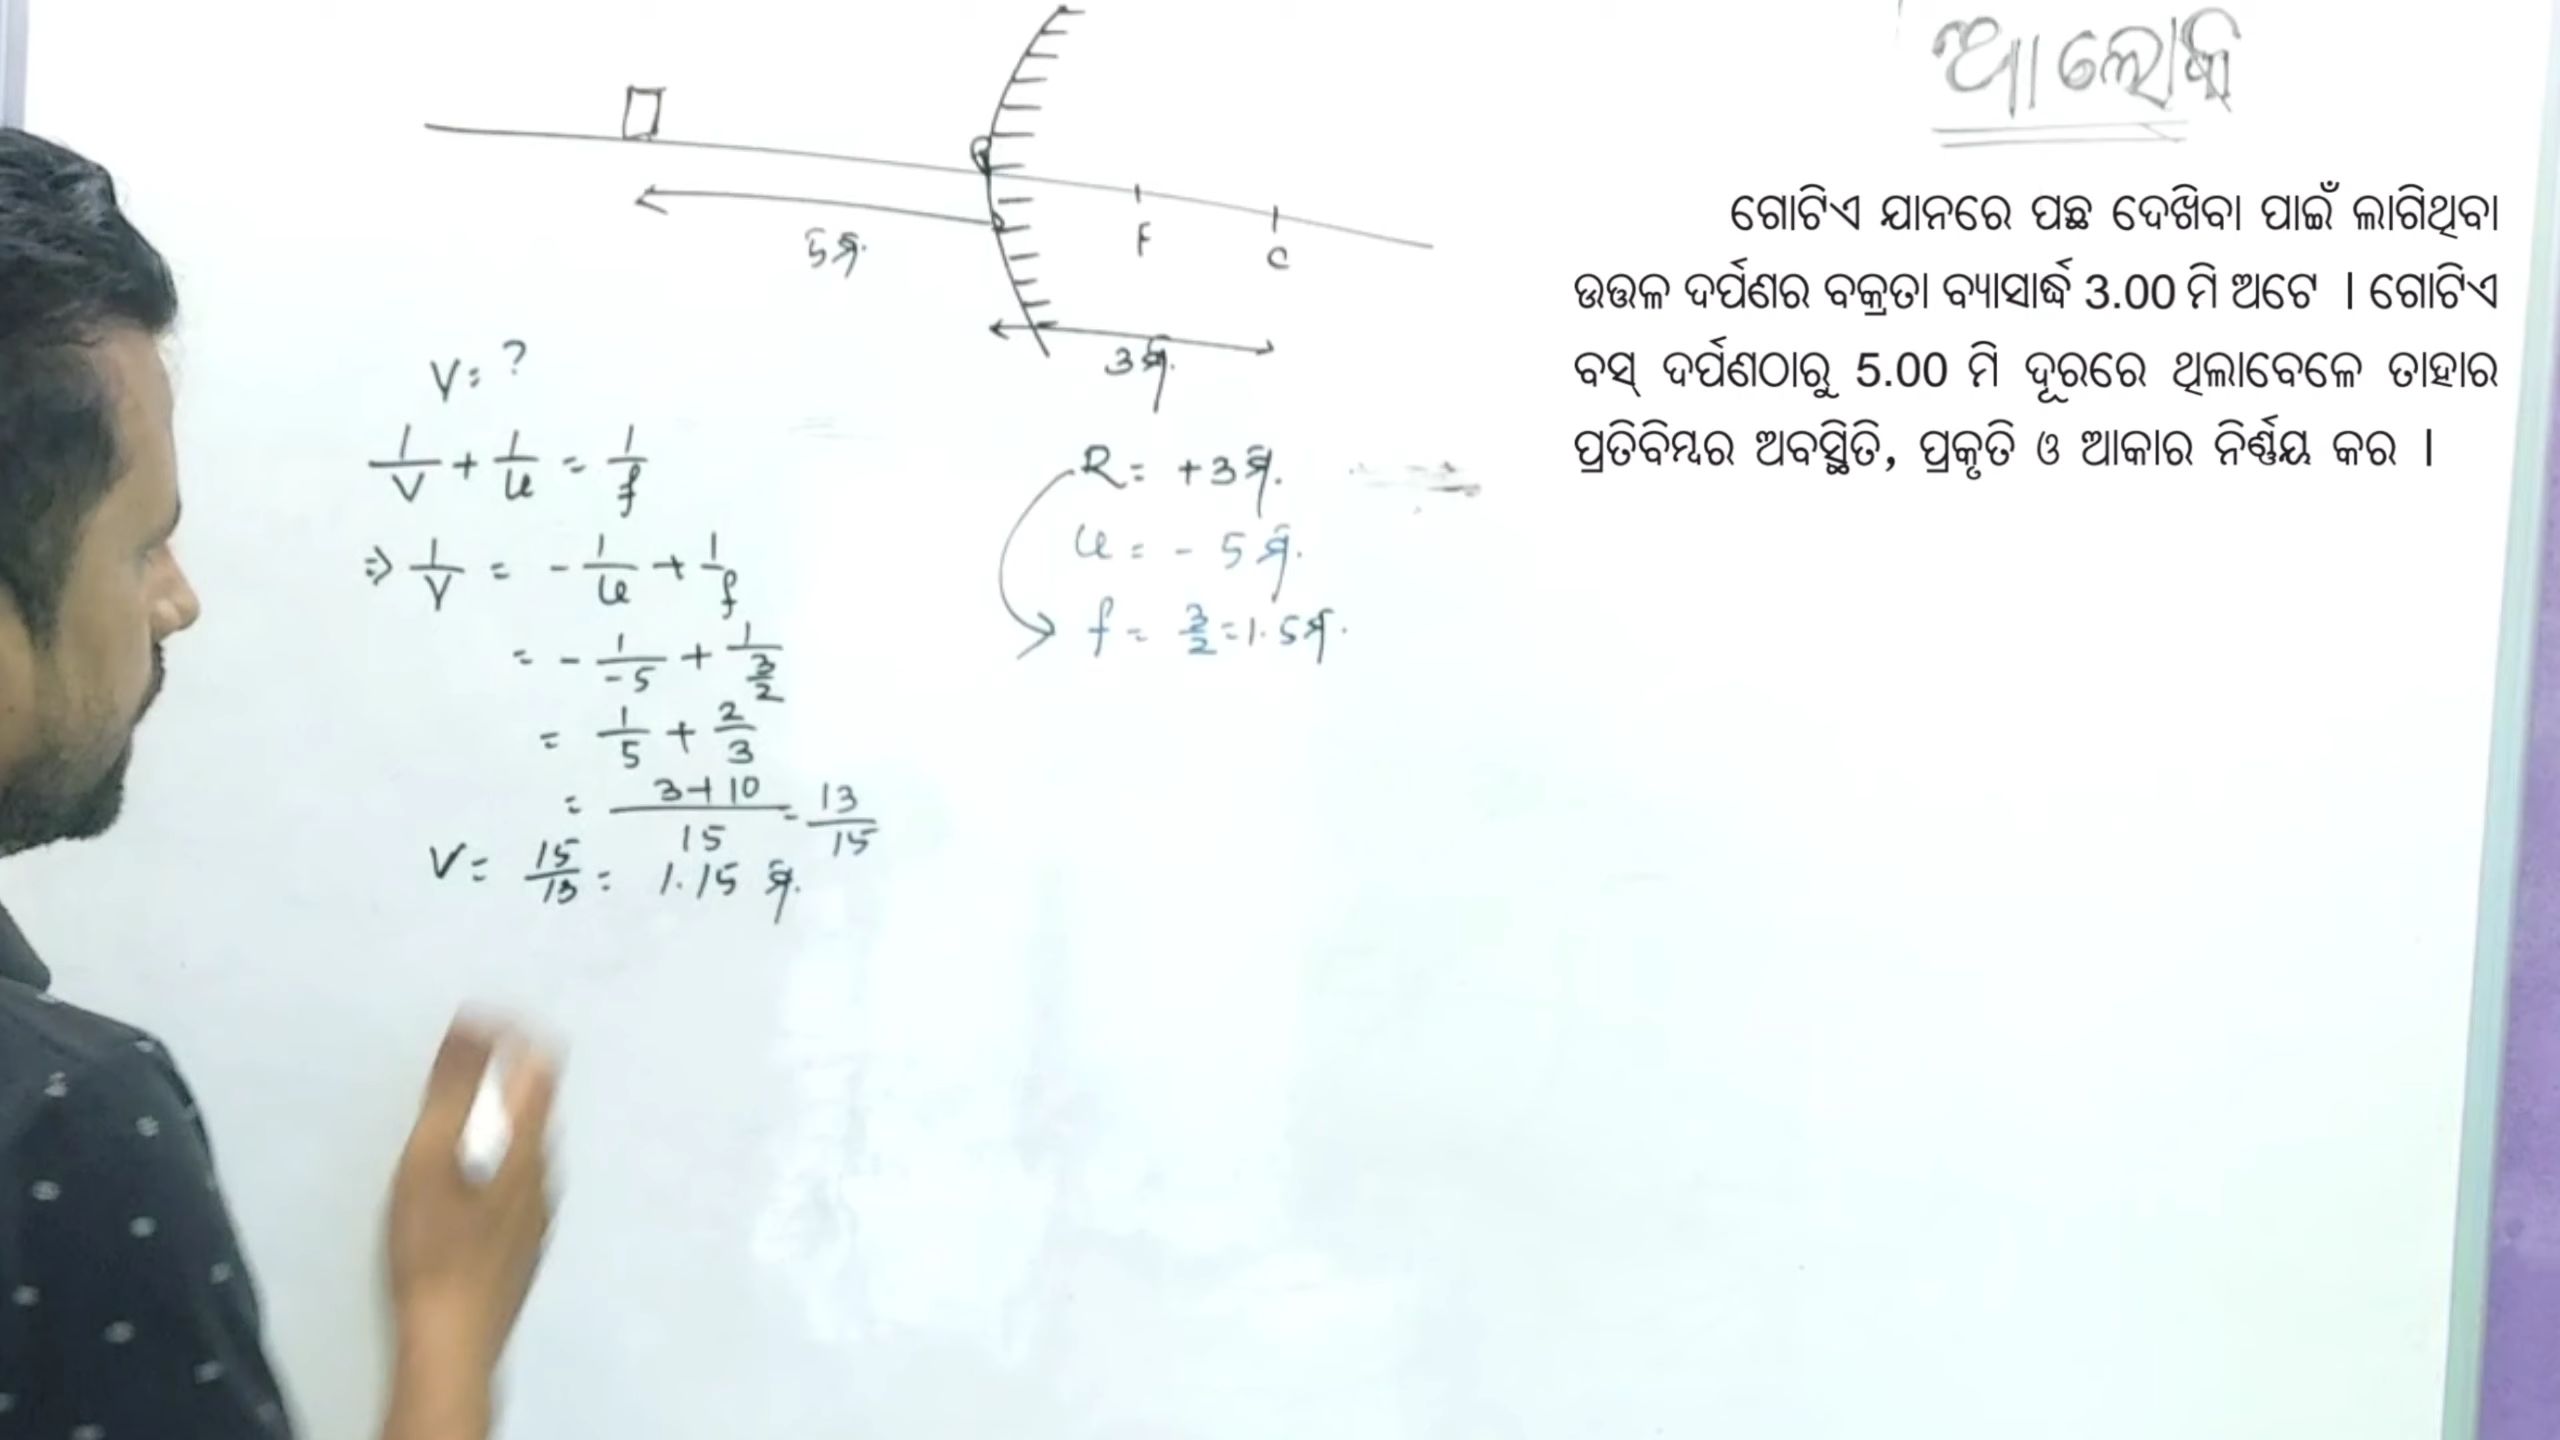 ଆଲୋକ
ଗୋଟିଏ ଯାନରେ ପଛ ଦେଖିବା ପାଇଁ ଲାଗିଥିବା
ଉତ୍ତଳ ଦର୍ପଣର ବକ୍ରତା ବ୍ୟାସାର୍ଦ୍ଧ 3.00 ମି ଅଟେ । ଗୋଟିଏ
ବସ୍ ଦର୍ପଣଠାରୁ 5.00 ମି ଦୂରରେ ଥିଲାବେଳେ ତାହାର
ପ୍ରତିବିମ୍ବର ଅବସ୍ଥିତି, ପ୍ରକୃତି ଓ ଆକାର ନିର୍ଣ୍ଣୟ କର ।
P
F
C
5ମି.
3ମି.
V = ?
1/V + 1/u = 1/f
⇒ 1/V = - 1/u + 1/f
= - 1/-5 + 1/(3/2)
= 1/5 + 2/3
= (3+10)/15 = 13/15
V = 15/13 = 1.15 ମି.
R = +3ମି.
u = - 5ମି.
f = 3/2 = 1.5ମି.